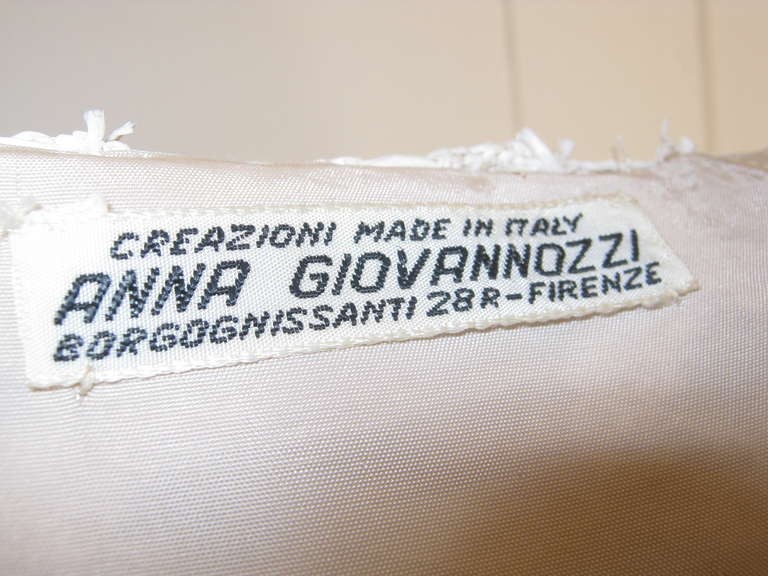 CREAZIONI MADE IN ITALY
ANNA GIOVANNOZZI
BORGOGNISSANTI 28R-FIRENZE